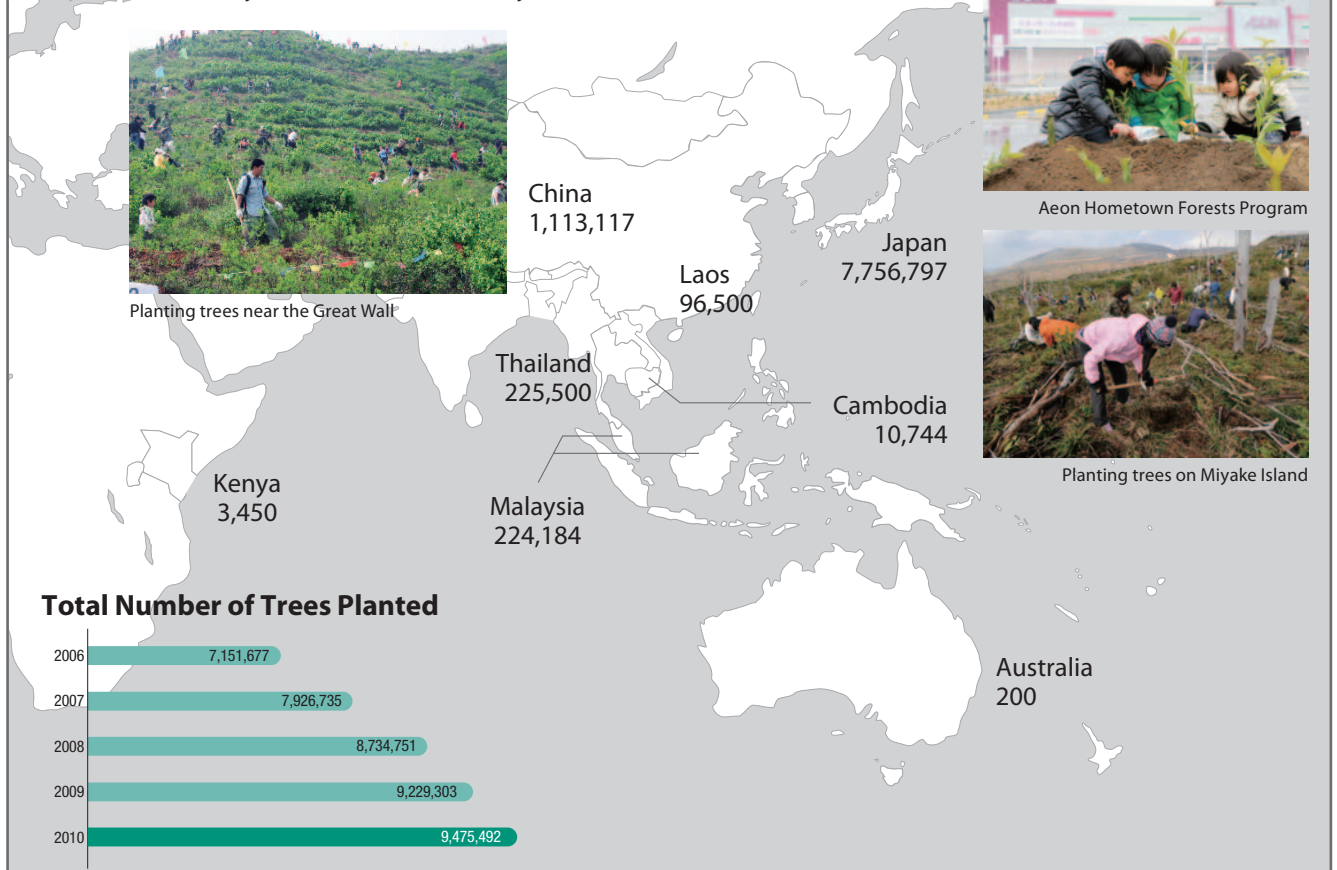 China
1,113,117
Aeon Hometown Forests Program
Japan
7,756,797
Laos
96,500
Planting trees near the Great Wall
Thailand
225,500
Cambodia
10,744
Planting trees on Miyake Island
Kenya
3,450
Malaysia
224,184
Total Number of Trees Planted
2006 7,151,677
2007 7,926,735
Australia
200
2008 8,734,751
2009 9,229,303
2010 9,475,492